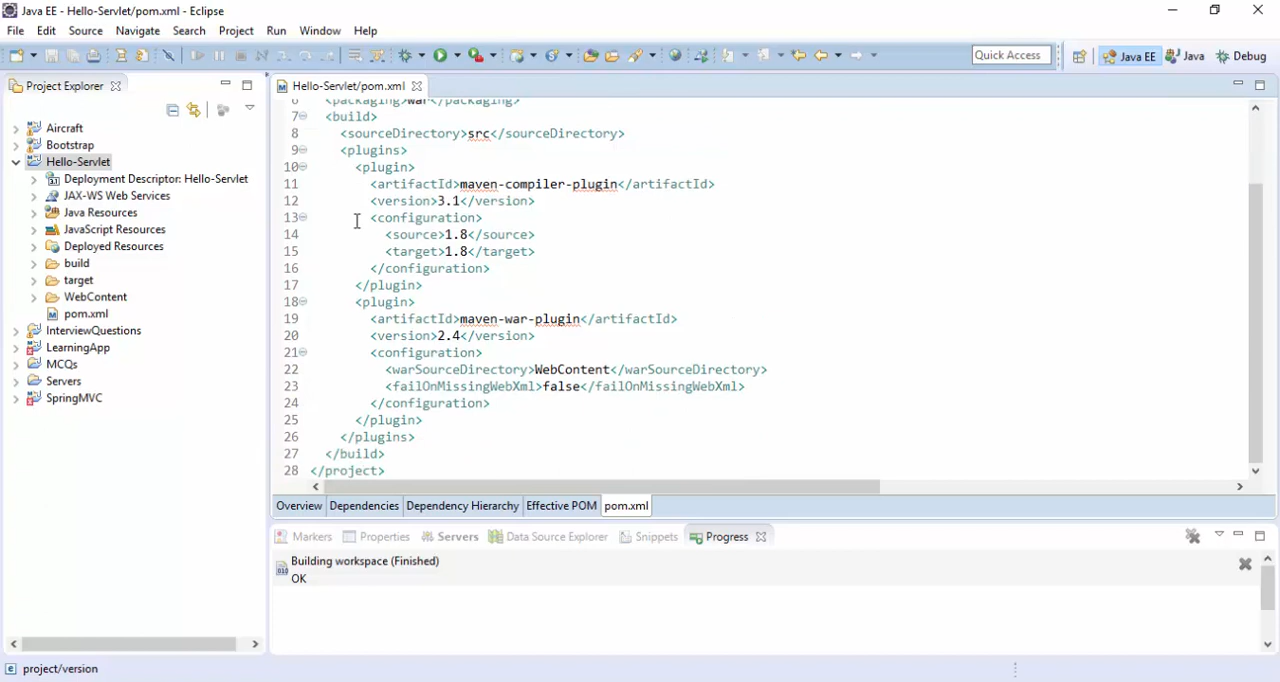 Java EE - Hello-Servlet/pom.xml - Eclipse
File Edit Source Navigate Search Project Run Window Help
Quick Access Java EE Java Debug
Project Explorer
Aircraft
Bootstrap
Hello-Servlet
Deployment Descriptor: Hello-Servlet
JAX-WS Web Services
Java Resources
JavaScript Resources
Deployed Resources
build
target
WebContent
pom.xml
InterviewQuestions
LearningApp
MCQs
Servers
SpringMVC
Hello-Servlet/pom.xml
6 <packaging>war</packaging>
7 <build>
8 <sourceDirectory>src</sourceDirectory>
9 <plugins>
10 <plugin>
11 <artifactId>maven-compiler-plugin</artifactId>
12 <version>3.1</version>
13 <configuration>
14 <source>1.8</source>
15 <target>1.8</target>
16 </configuration>
17 </plugin>
18 <plugin>
19 <artifactId>maven-war-plugin</artifactId>
20 <version>2.4</version>
21 <configuration>
22 <warSourceDirectory>WebContent</warSourceDirectory>
23 <failOnMissingWebXml>false</failOnMissingWebXml>
24 </configuration>
25 </plugin>
26 </plugins>
27 </build>
28 </project>
Overview Dependencies Dependency Hierarchy Effective POM pom.xml
Markers Properties Servers Data Source Explorer Snippets Progress
Building workspace (Finished)
OK
project/version